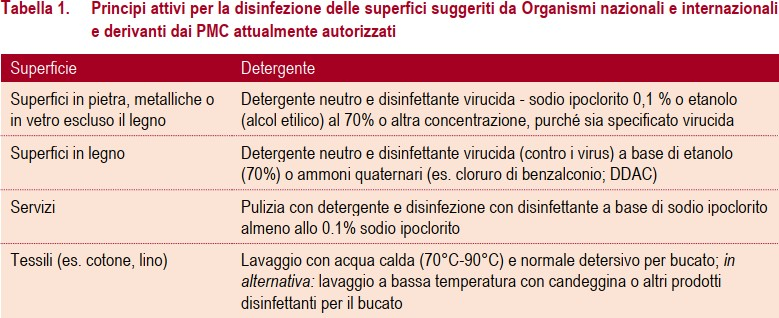 Tabella 1. Principi attivi per la disinfezione delle superfici suggeriti da Organismi nazionali e internazionali
e derivanti dai PMC attualmente autorizzati
Superficie Detergente
Superfici in pietra, metalliche o Detergente neutro e disinfettante virucida - sodio ipoclorito 0,1 % o etanolo
in vetro escluso il legno (alcol etilico) al 70% o altra concentrazione, purché sia specificato virucida
Superfici in legno Detergente neutro e disinfettante virucida (contro i virus) a base di etanolo
(70%) o ammoni quaternari (es. cloruro di benzalconio; DDAC)
Servizi Pulizia con detergente e disinfezione con disinfettante a base di sodio ipoclorito
almeno allo 0.1% sodio ipoclorito
Tessili (es. cotone, lino) Lavaggio con acqua calda (70°C-90°C) e normale detersivo per bucato; in
alternativa: lavaggio a bassa temperatura con candeggina o altri prodotti
disinfettanti per il bucato